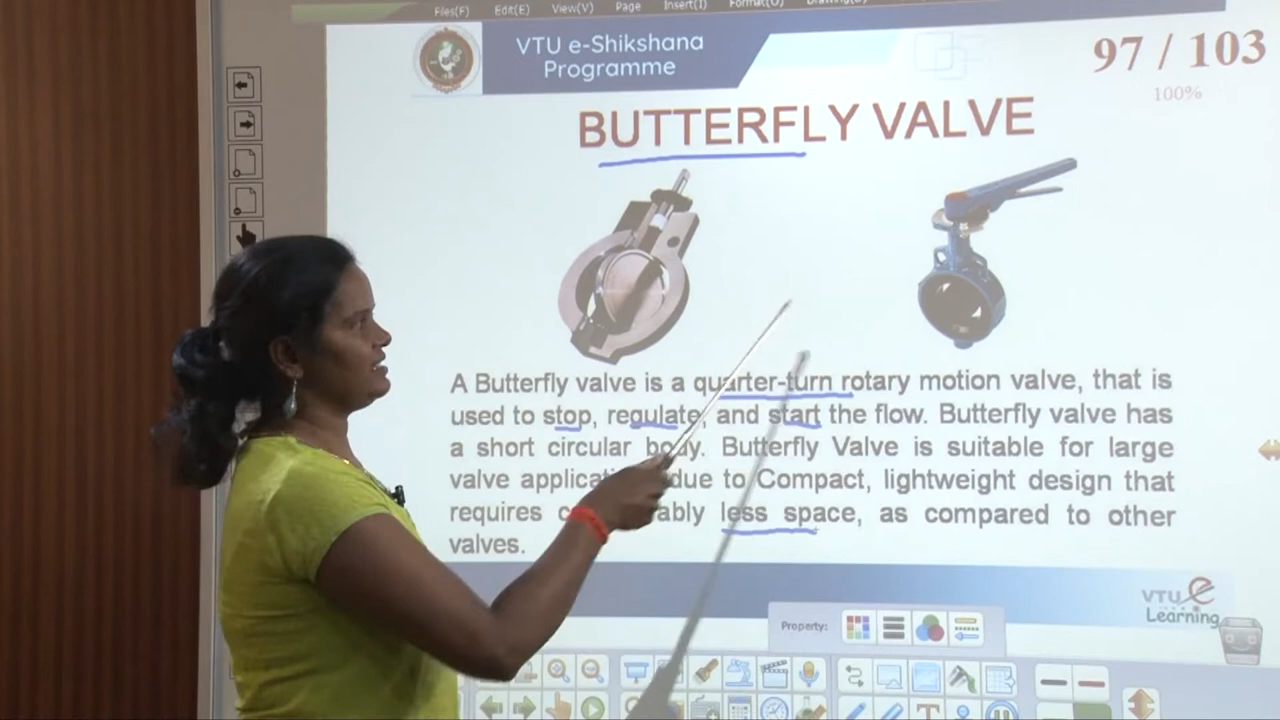 Files(F) Edit(E) View(V) Page Insert(I) Format(O)
VTU e-Shikshana
Programme
97 / 103
100%
BUTTERFLY VALVE
A Butterfly valve is a quarter-turn rotary motion valve, that is
used to stop, regulate, and start the flow. Butterfly valve has
a short circular body. Butterfly Valve is suitable for large
valve due to Compact, lightweight design that
requires less space, as compared to other
valves.
VTU e
Learning
Property: